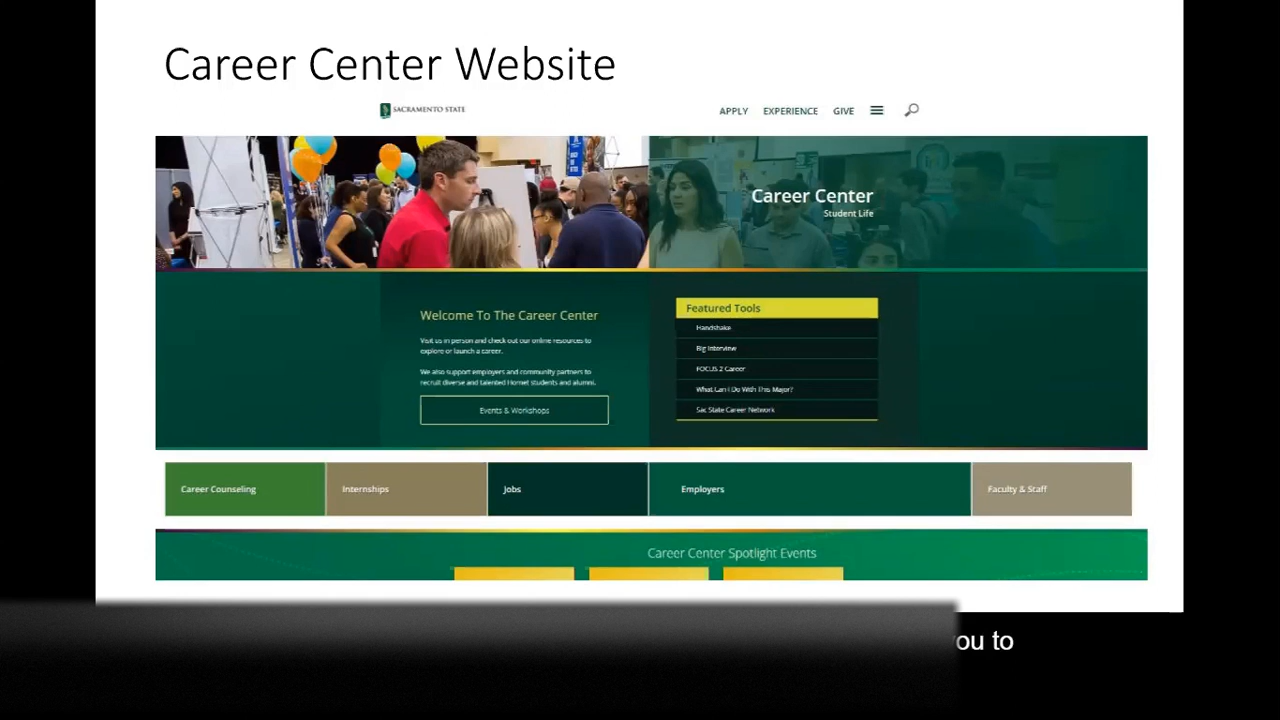 Career Center Website
SACRAMENTO STATE
APPLY EXPERIENCE GIVE
Career Center
Student Life
Welcome To The Career Center
Visit us in person and check out our online resources to
explore or launch a career.
We also support employers and community partners to
recruit diverse and talented Hornet students and alumni.
Events & Workshops
Featured Tools
Handshake
Big Interview
FOCUS 2 Career
What Can I Do With This Major?
Sac State Career Network
Career Counseling
Internships
Jobs
Employers
Faculty & Staff
Career Center Spotlight Events
to